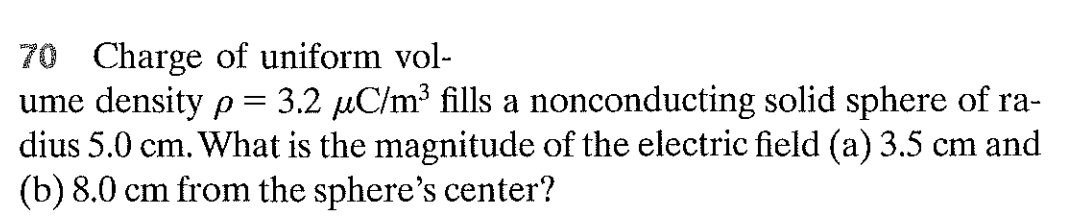 70 Charge of uniform vol-
ume density ρ = 3.2 μC/m³ fills a nonconducting solid sphere of ra-
dius 5.0 cm. What is the magnitude of the electric field (a) 3.5 cm and
(b) 8.0 cm from the sphere's center?